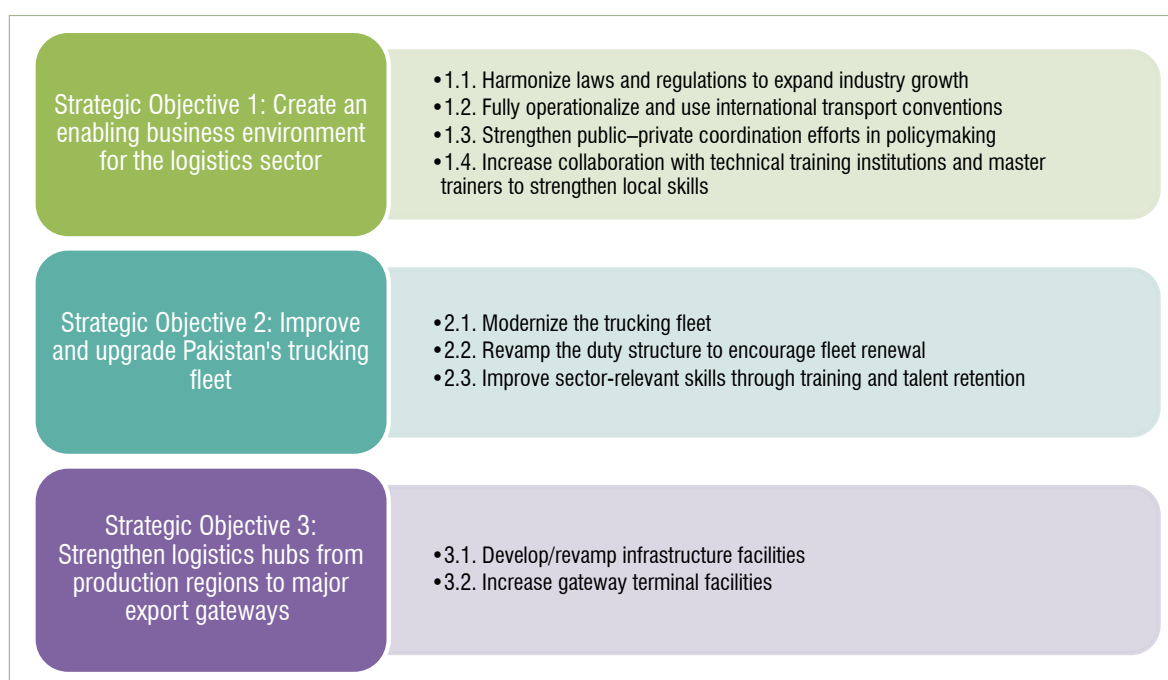 Strategic Objective 1: Create an
enabling business environment
for the logistics sector
•1.1. Harmonize laws and regulations to expand industry growth
•1.2. Fully operationalize and use international transport conventions
•1.3. Strengthen public–private coordination efforts in policymaking
•1.4. Increase collaboration with technical training institutions and master
trainers to strengthen local skills
Strategic Objective 2: Improve
and upgrade Pakistan's trucking
fleet
•2.1. Modernize the trucking fleet
•2.2. Revamp the duty structure to encourage fleet renewal
•2.3. Improve sector-relevant skills through training and talent retention
Strategic Objective 3:
Strengthen logistics hubs from
production regions to major
export gateways
•3.1. Develop/revamp infrastructure facilities
•3.2. Increase gateway terminal facilities